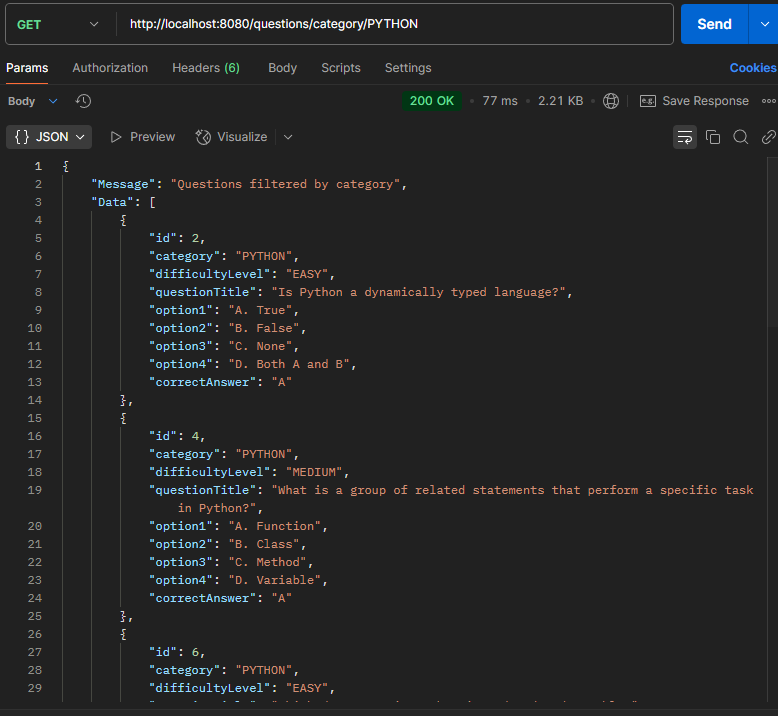 GET http://localhost:8080/questions/category/PYTHON Send
Params Authorization Headers (6) Body Scripts Settings Cookies
Body 200 OK • 77 ms • 2.21 KB • e.g. Save Response
{} JSON Preview Visualize
1 {
2 "Message": "Questions filtered by category",
3 "Data": [
4 {
5 "id": 2,
6 "category": "PYTHON",
7 "difficultyLevel": "EASY",
8 "questionTitle": "Is Python a dynamically typed language?",
9 "option1": "A. True",
10 "option2": "B. False",
11 "option3": "C. None",
12 "option4": "D. Both A and B",
13 "correctAnswer": "A"
14 },
15 {
16 "id": 4,
17 "category": "PYTHON",
18 "difficultyLevel": "MEDIUM",
19 "questionTitle": "What is a group of related statements that perform a specific task
in Python?",
20 "option1": "A. Function",
21 "option2": "B. Class",
22 "option3": "C. Method",
23 "option4": "D. Variable",
24 "correctAnswer": "A"
25 },
26 {
27 "id": 6,
28 "category": "PYTHON",
29 "difficultyLevel": "EASY",